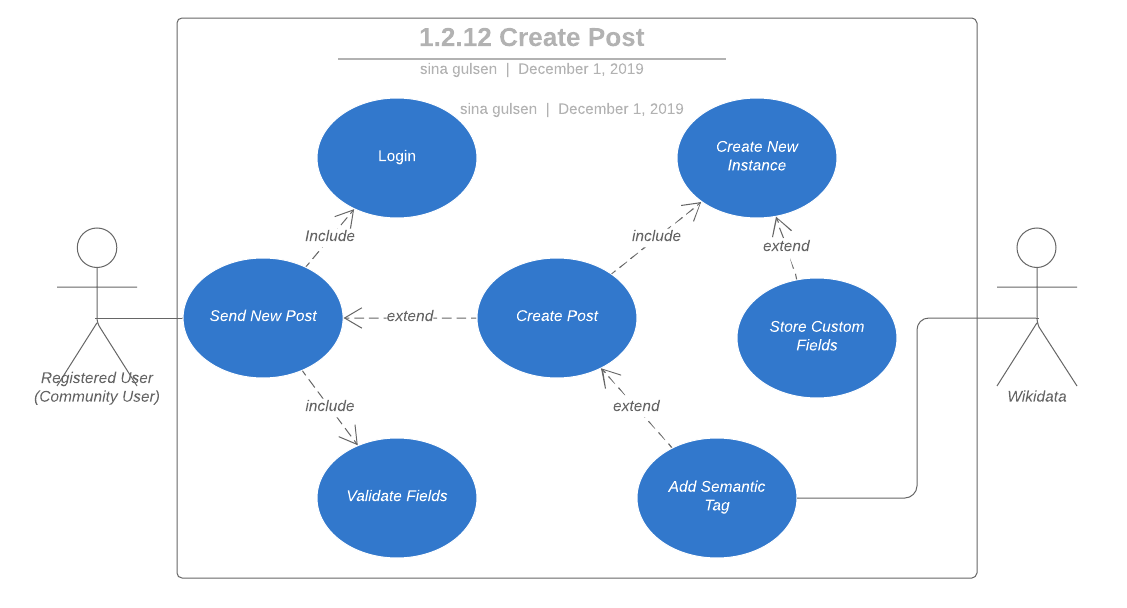 1.2.12 Create Post
sina gulsen | December 1, 2019
sina gulsen | December 1, 2019
Login
Create New
Instance
Include
include
extend
Send New Post
extend
Create Post
Store Custom
Fields
Registered User
(Community User)
Wikidata
include
extend
Validate Fields
Add Semantic
Tag